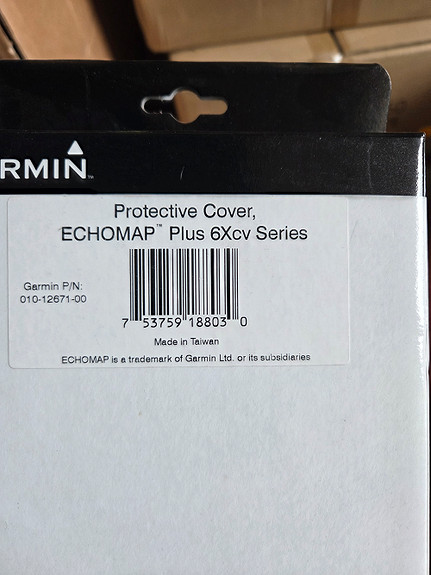 RMIN™
Protective Cover,
ECHOMAP™ Plus 6Xcv Series
Garmin P/N:
010-12671-00
7 53759 18803 0
Made in Taiwan
ECHOMAP is a trademark of Garmin Ltd. or its subsidiaries